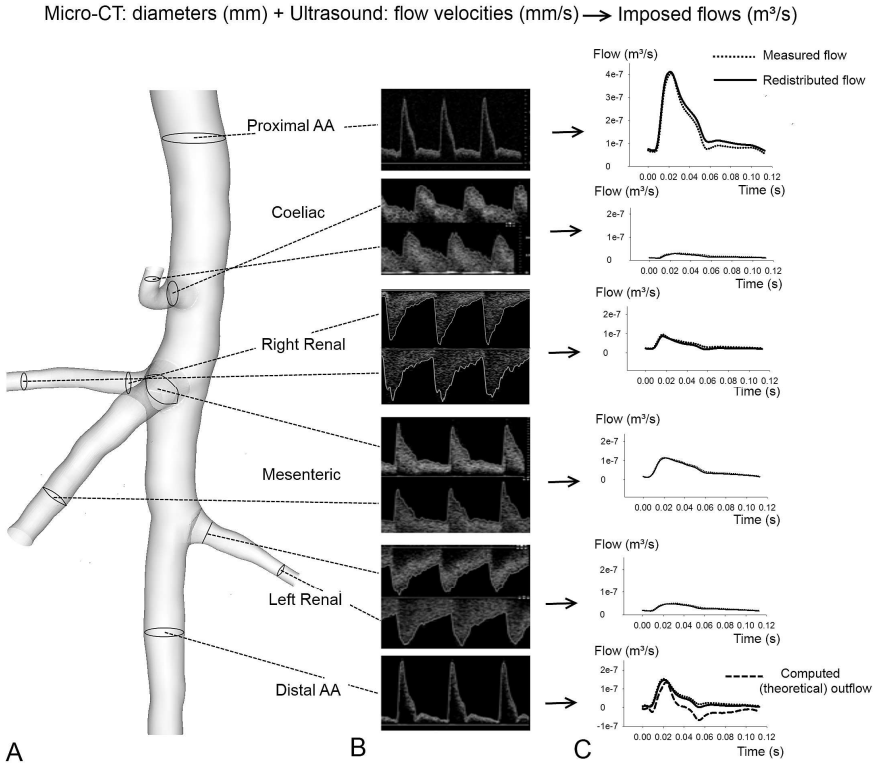 Micro-CT: diameters (mm) + Ultrasound: flow velocities (mm/s) → Imposed flows (m³/s)
Flow (m³/s)
Measured flow
Redistributed flow
4e-7
3e-7
2e-7
1e-7
0
0.00 0.02 0.04 0.06 0.08 0.10 0.12
Time (s)
Proximal AA
Flow (m³/s)
2e-7
1e-7
0
0.00 0.02 0.04 0.06 0.08 0.10 0.12
Time (s)
Coeliac
Flow (m³/s)
2e-7
1e-7
0
0.00 0.02 0.04 0.06 0.08 0.10 0.12
Time (s)
Right Renal
Flow (m³/s)
2e-7
1e-7
0
0.00 0.02 0.04 0.06 0.08 0.10 0.12
Time (s)
Mesenteric
Flow (m³/s)
2e-7
1e-7
0
0.00 0.02 0.04 0.06 0.08 0.10 0.12
Time (s)
Left Renal
Flow (m³/s)
2e-7
1e-7
0
-1e-7
0.00 0.02 0.04 0.06 0.08 0.10 0.12
Time (s)
Computed
(theoretical) outflow
Distal AA
A
B
C